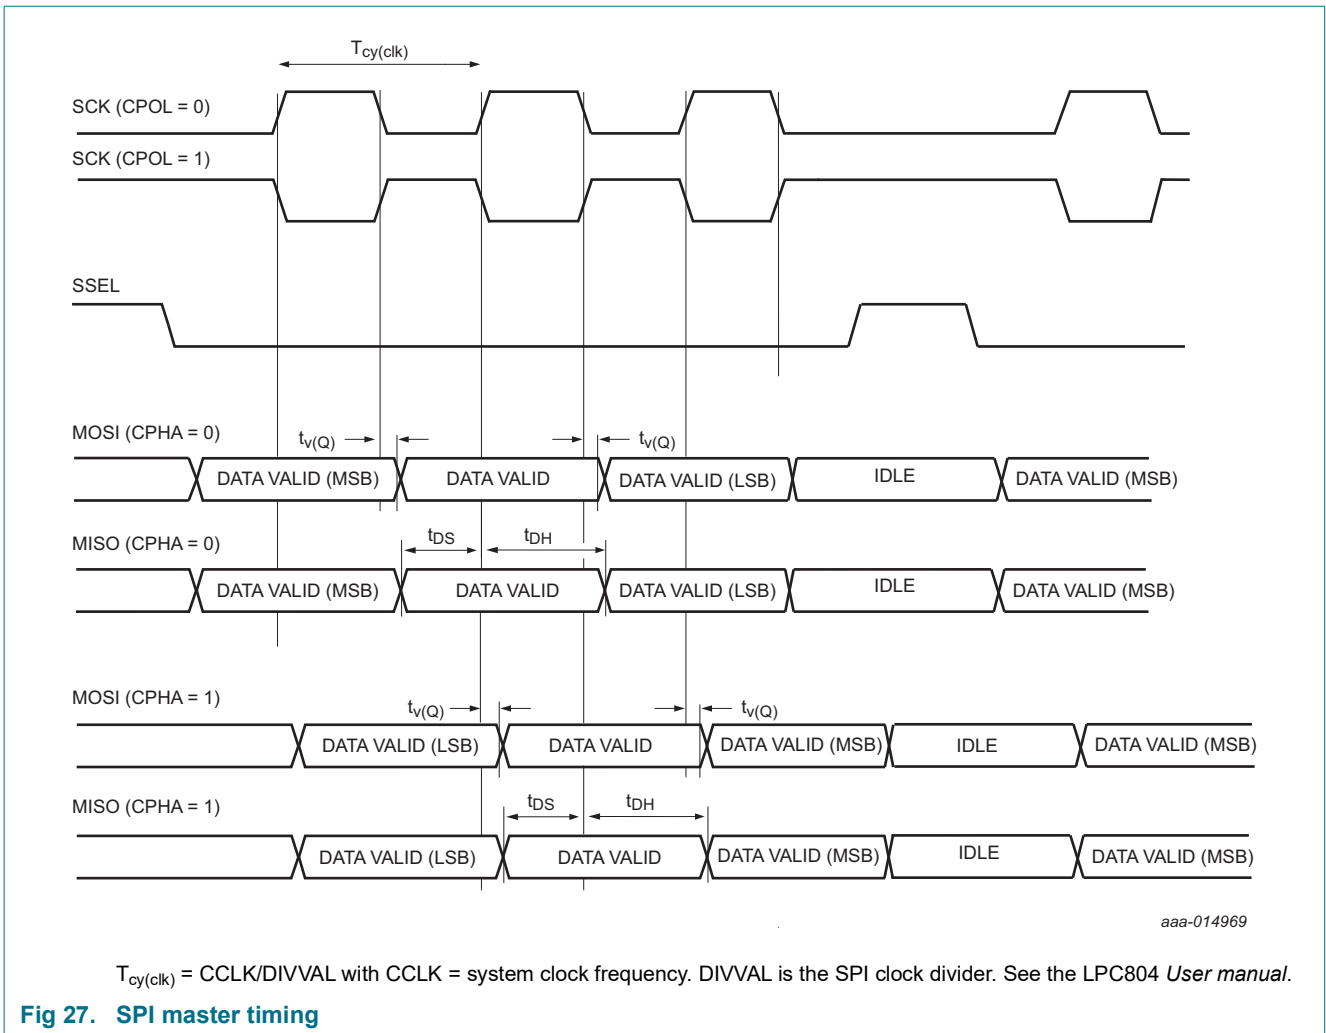 Tcy(clk)
SCK (CPOL = 0)
SCK (CPOL = 1)
SSEL
MOSI (CPHA = 0)
tv(Q) tv(Q)
DATA VALID (MSB) DATA VALID DATA VALID (LSB) IDLE DATA VALID (MSB)
MISO (CPHA = 0)
tDS tDH
DATA VALID (MSB) DATA VALID DATA VALID (LSB) IDLE DATA VALID (MSB)
MOSI (CPHA = 1)
tv(Q) tv(Q)
DATA VALID (LSB) DATA VALID DATA VALID (MSB) IDLE DATA VALID (MSB)
MISO (CPHA = 1)
tDS tDH
DATA VALID (LSB) DATA VALID DATA VALID (MSB) IDLE DATA VALID (MSB)
aaa-014969
Tcy(clk) = CCLK/DIVVAL with CCLK = system clock frequency. DIVVAL is the SPI clock divider. See the LPC804 User manual.
Fig 27. SPI master timing